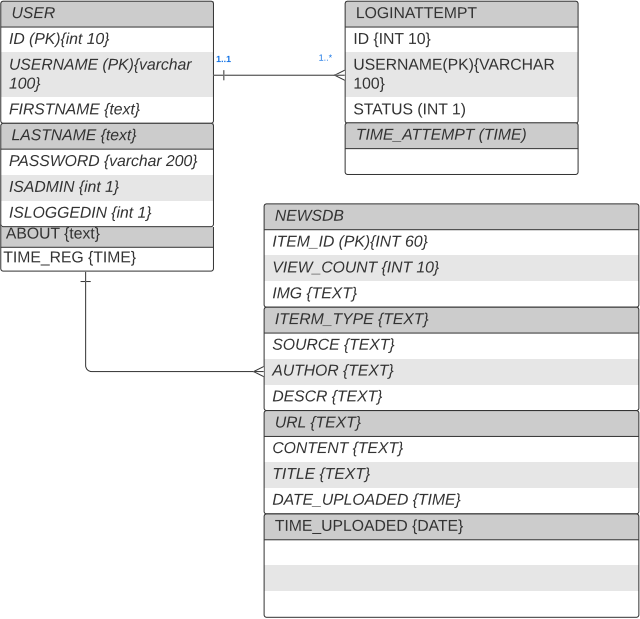 USER
ID (PK){int 10}
USERNAME (PK){varchar
100}
FIRSTNAME {text}
LASTNAME {text}
PASSWORD {varchar 200}
ISADMIN {int 1}
ISLOGGEDIN {int 1}
ABOUT {text}
TIME_REG {TIME}
1..1
1..*
LOGINATTEMPT
ID {INT 10}
USERNAME(PK){VARCHAR
100}
STATUS (INT 1)
TIME_ATTEMPT (TIME)
NEWSDB
ITEM_ID (PK){INT 60}
VIEW_COUNT {INT 10}
IMG {TEXT}
ITERM_TYPE {TEXT}
SOURCE {TEXT}
AUTHOR {TEXT}
DESCR {TEXT}
URL {TEXT}
CONTENT {TEXT}
TITLE {TEXT}
DATE_UPLOADED {TIME}
TIME_UPLOADED {DATE}